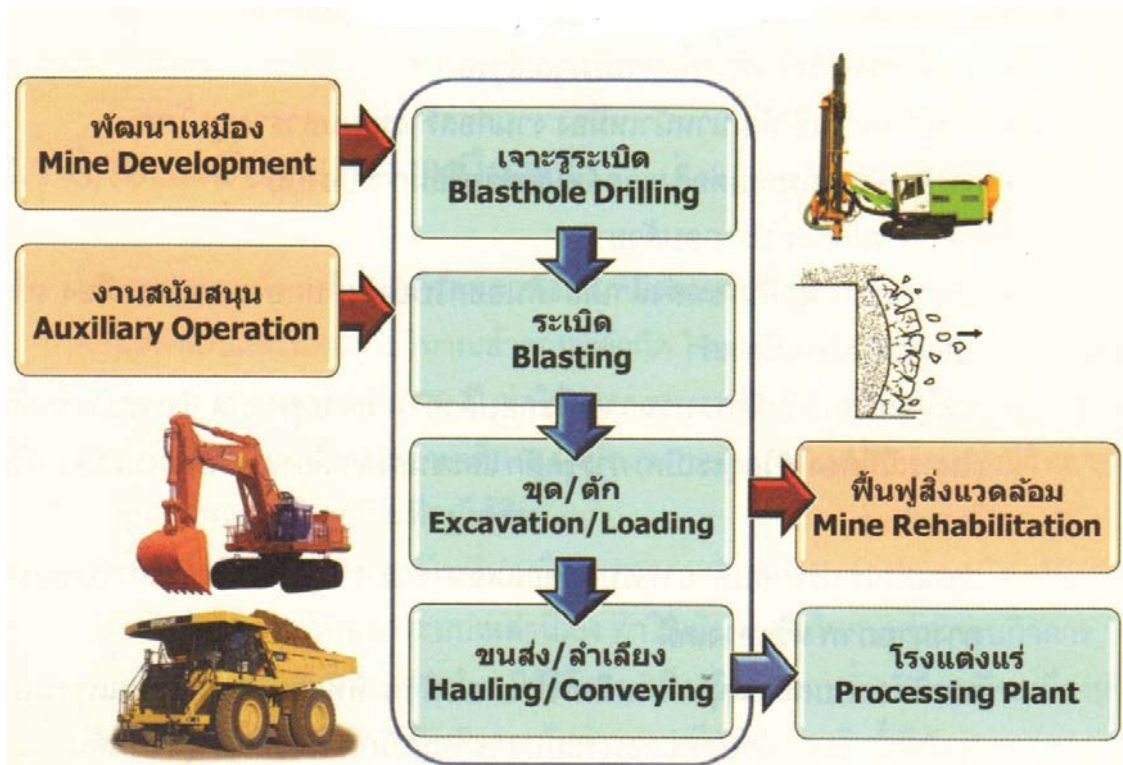 พัฒนาเหมือง
Mine Development
งานสนับสนุน
Auxiliary Operation
เจาะรูระเบิด
Blasthole Drilling
ระเบิด
Blasting
ขุด/ตัก
Excavation/Loading
ขนส่ง/ลำเลียง
Hauling/Conveying
ฟื้นฟูสิ่งแวดล้อม
Mine Rehabilitation
โรงแต่งแร่
Processing Plant